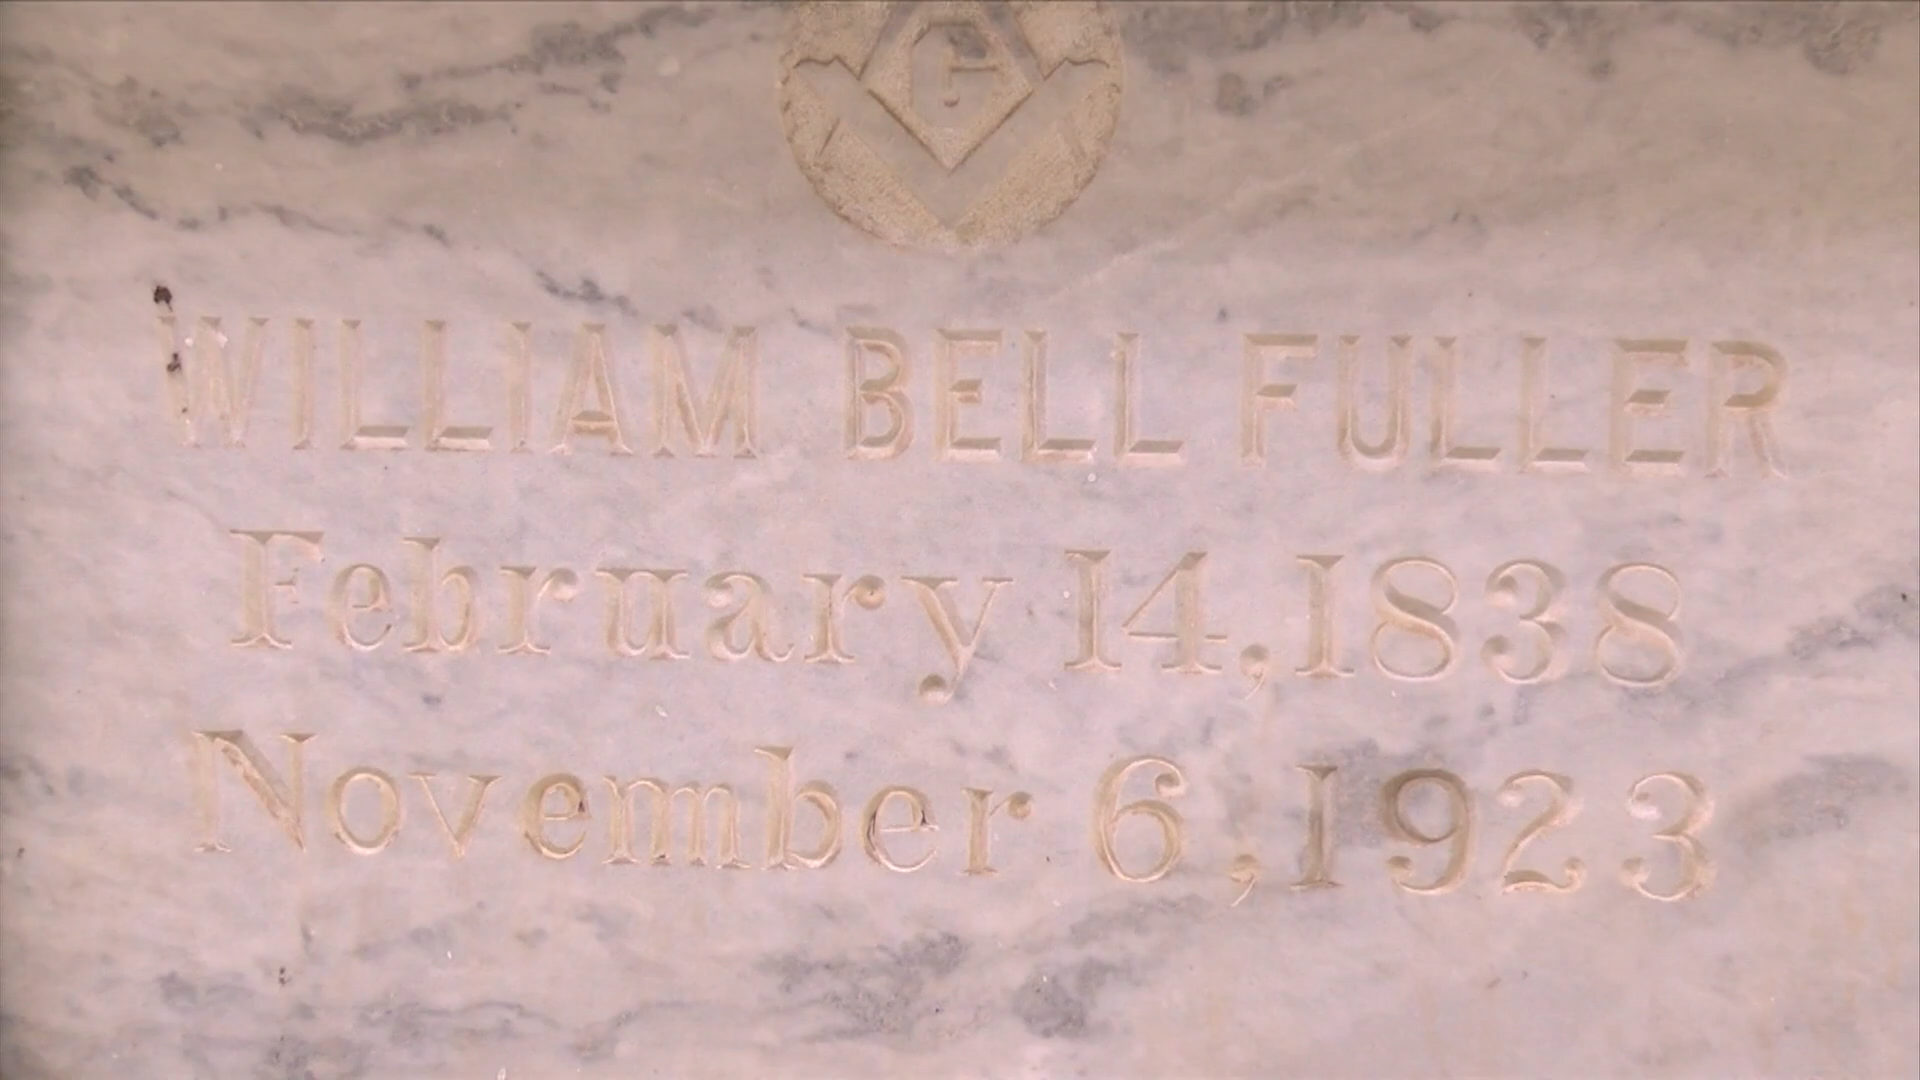 G
WILLIAM BELL FULLER
February 14, 1838
November 6, 1923